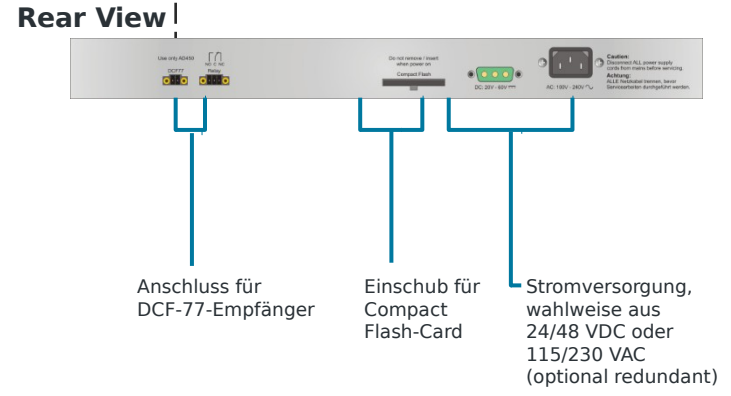 Rear View
Use only AD450
DCF77
NO C NC
Relay
Do not remove / insert
when power on
Compact Flash
DC: 20V - 60V
AC: 100V - 240V
Caution:
Disconnect ALL power supply
cords from mains before servicing.
Achtung:
ALLE Netzkabel trennen, bevor
Servicearbeiten durchgeführt werden.
Anschluss für
DCF-77-Empfänger
Einschub für
Compact
Flash-Card
Stromversorgung,
wahlweise aus
24/48 VDC oder
115/230 VAC
(optional redundant)